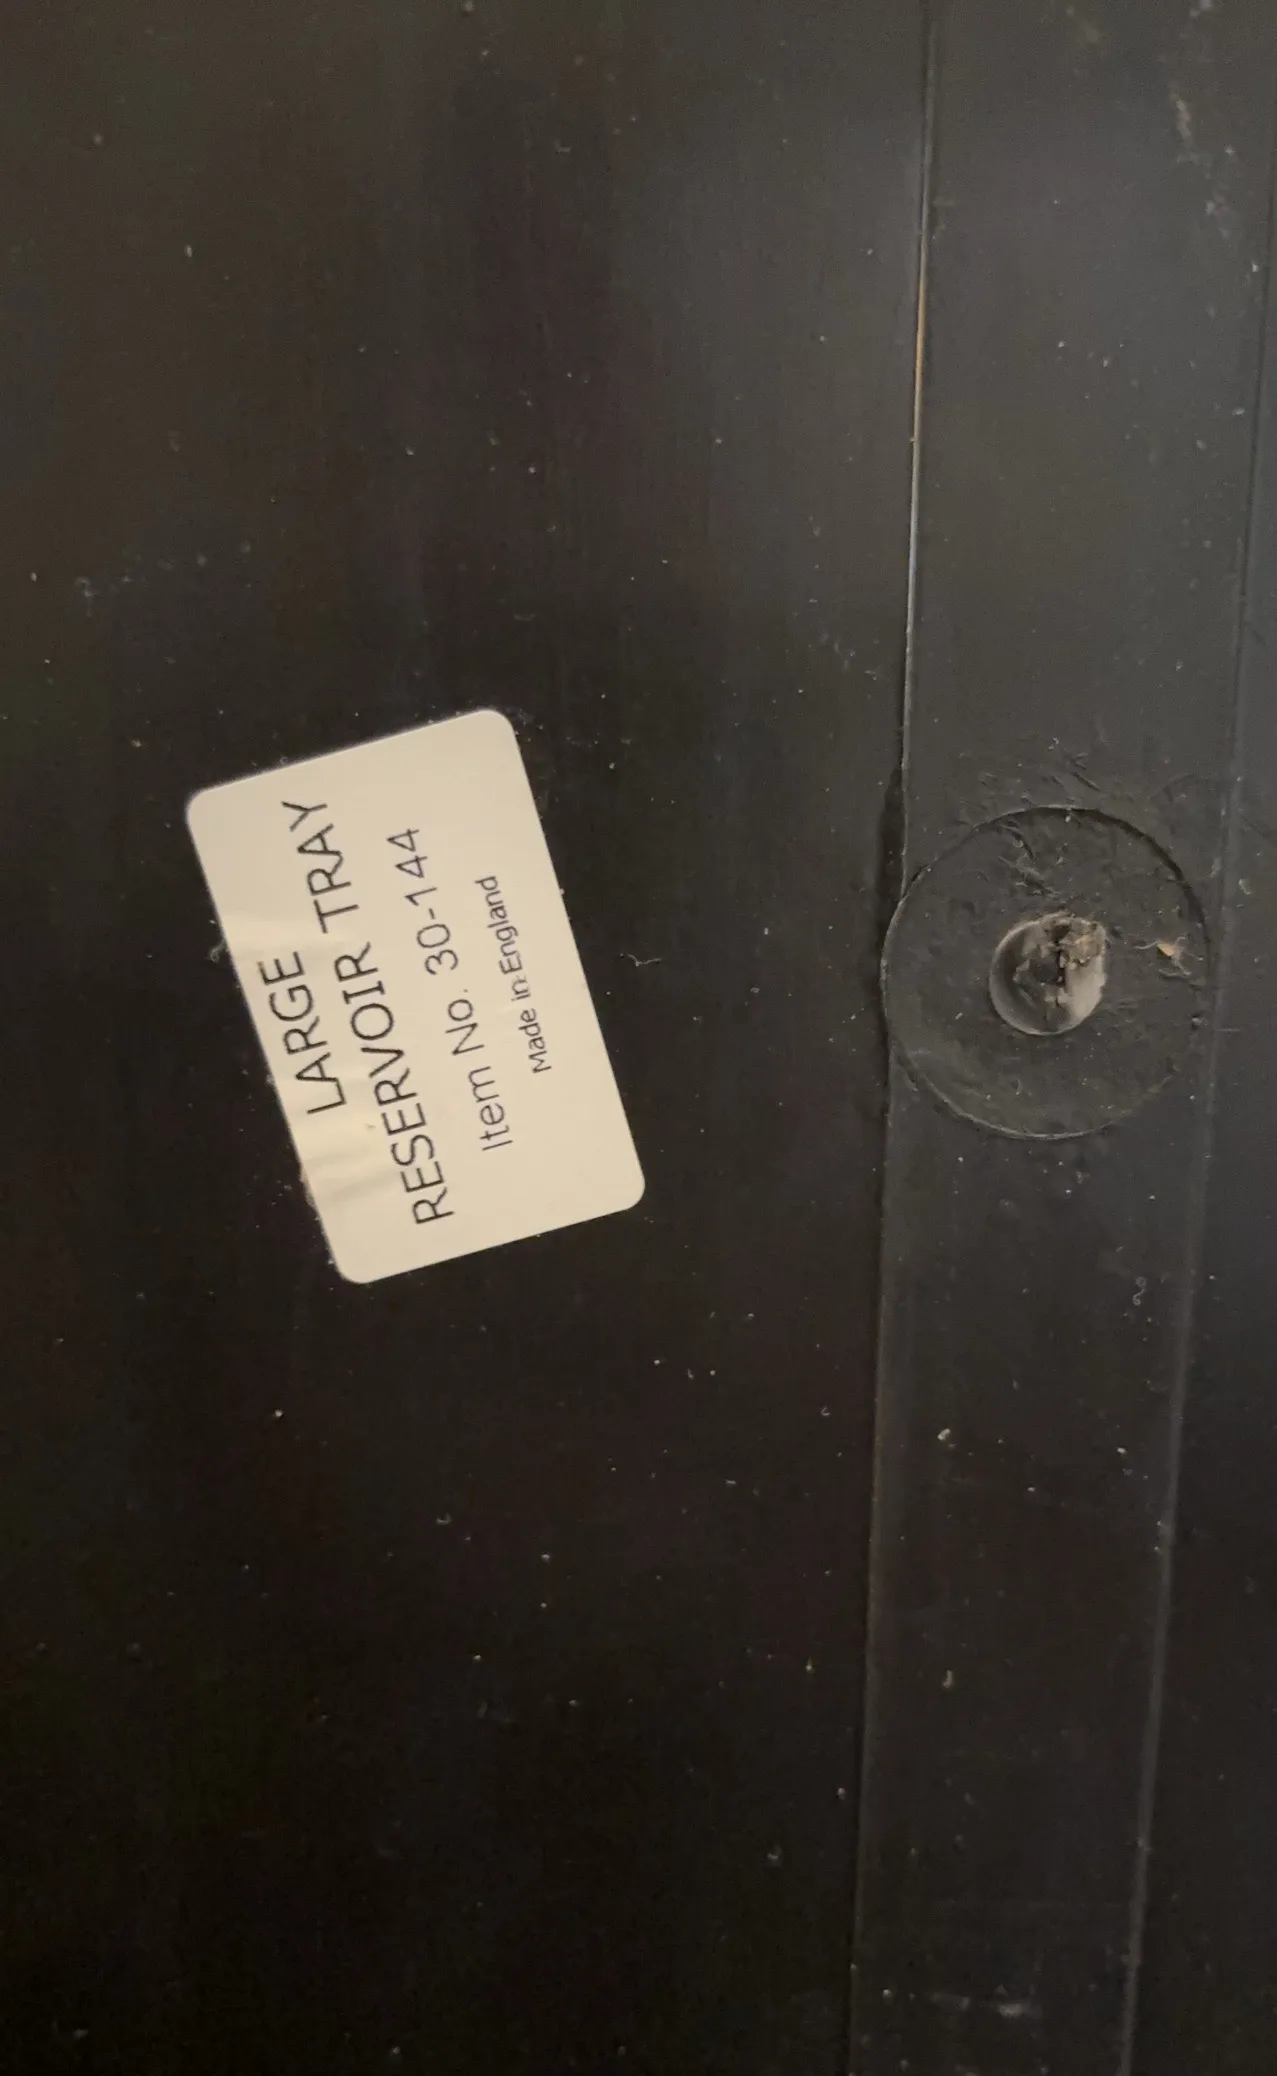 LARGE
RESERVOIR TRAY
Item No. 30-144
Made in England